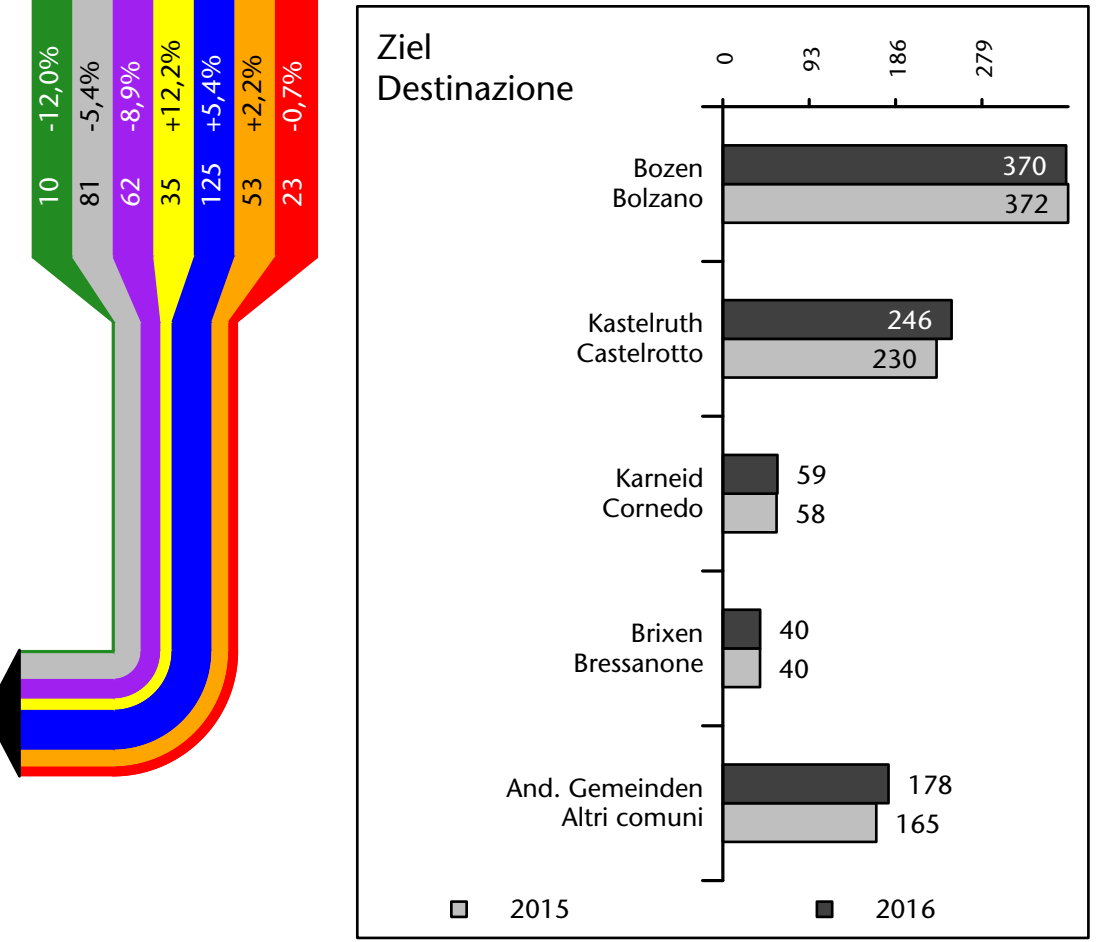 10 -12,0%
81 -5,4%
62 -8,9%
35 +12,2%
125 +5,4%
53 +2,2%
23 -0,7%
Ziel
Destinazione
0 93 186 279
Bozen
Bolzano
370
372
Kastelruth
Castelrotto
246
230
Karneid
Cornedo
59
58
Brixen
Bressanone
40
40
And. Gemeinden
Altri comuni
178
165
2015 2016